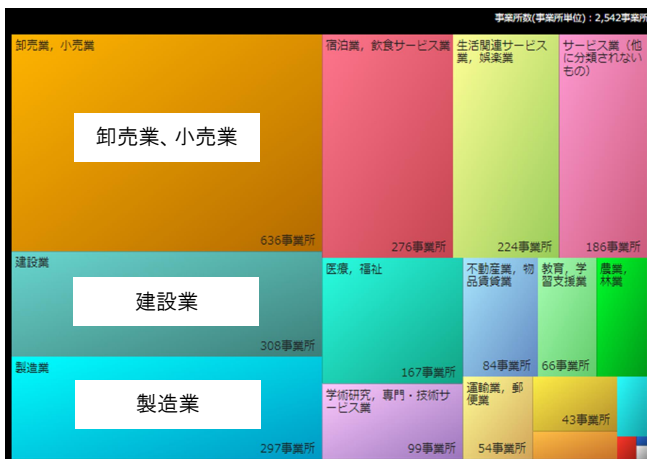 事業所数(事業所単位)：2,542事業所
卸売業，小売業
卸売業、小売業
636事業所
建設業
建設業
308事業所
製造業
製造業
297事業所
宿泊業，飲食サービス業
276事業所
生活関連サービス
業，娯楽業
224事業所
サービス業（他
に分類されない
もの）
186事業所
医療，福祉
167事業所
学術研究，専門・技術サ
ービス業
99事業所
不動産業，物
品賃貸業
84事業所
教育，学
習支援業
66事業所
農業，
林業
運輸業，郵
便業
54事業所
43事業所